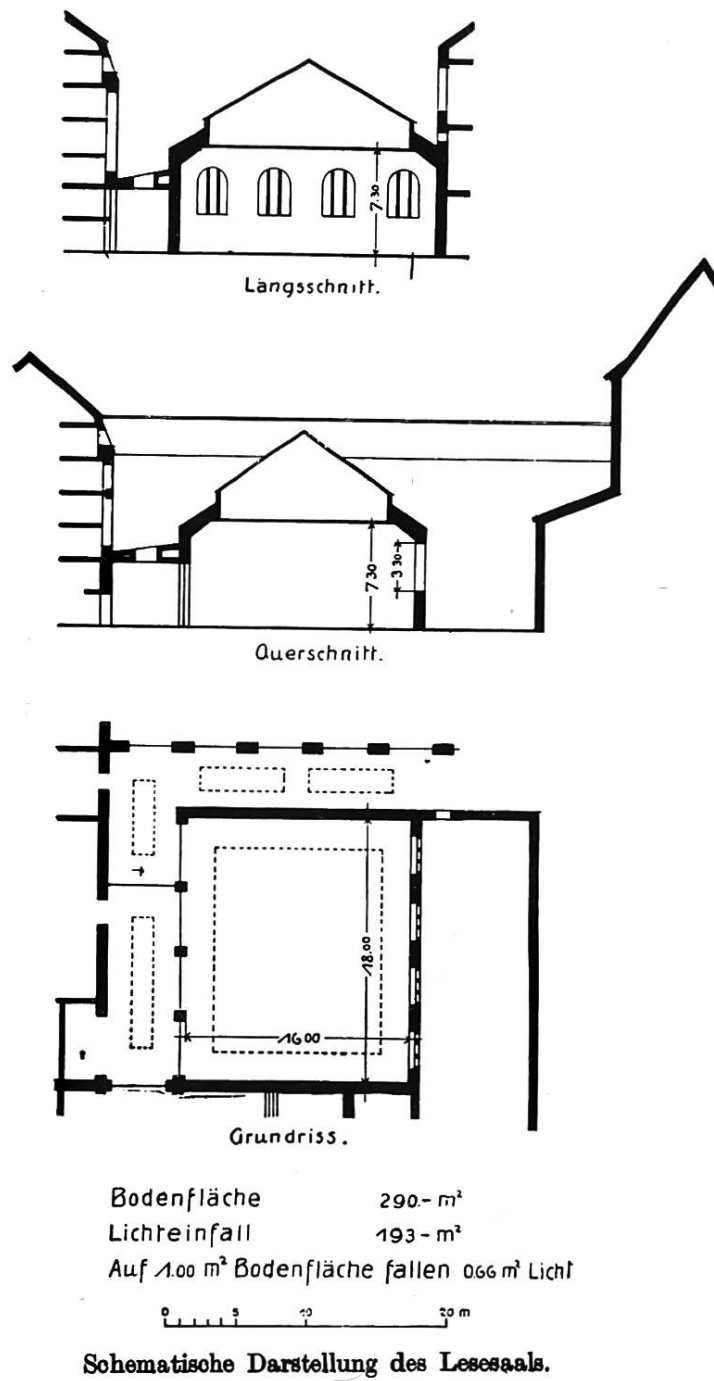 7.30
Längsschnitt.
7.30
3.30
Querschnitt.
18.00
16.00
Grundriss.
Bodenfläche 290.- m²
Lichteinfall 193 - m²
Auf 1.00 m² Bodenfläche fallen 0.66 m² Licht
0 5 10 20 m
Schematische Darstellung des Lesesaals.